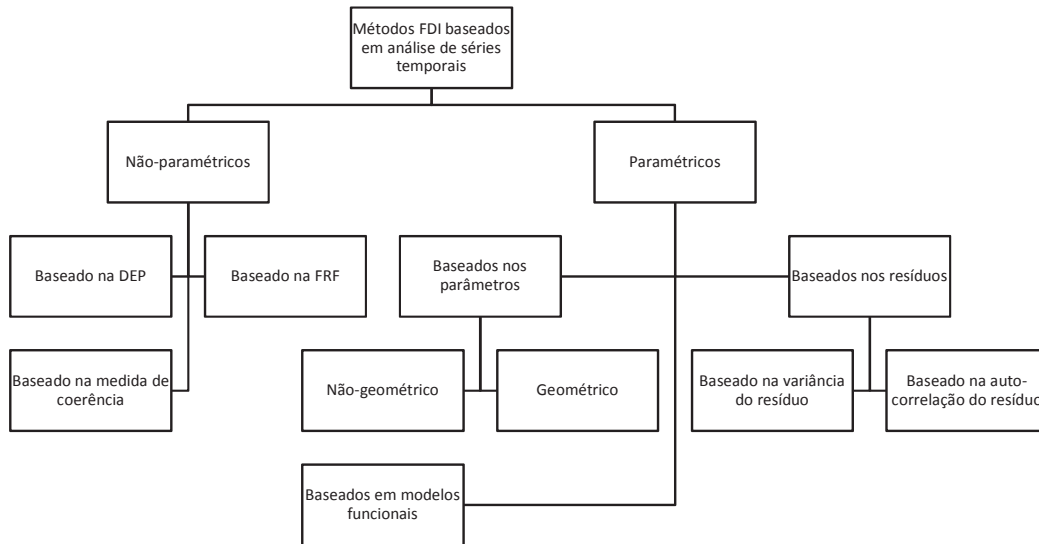 Métodos FDI baseados
em análise de séries
temporais
Não-paramétricos
Paramétricos
Baseado na DEP
Baseado na FRF
Baseados nos
parâmetros
Baseados nos resíduos
Baseado na medida de
coerência
Não-geométrico
Geométrico
Baseado na variância
do resíduo
Baseado na auto-
correlação do resíduo
Baseados em modelos
funcionais